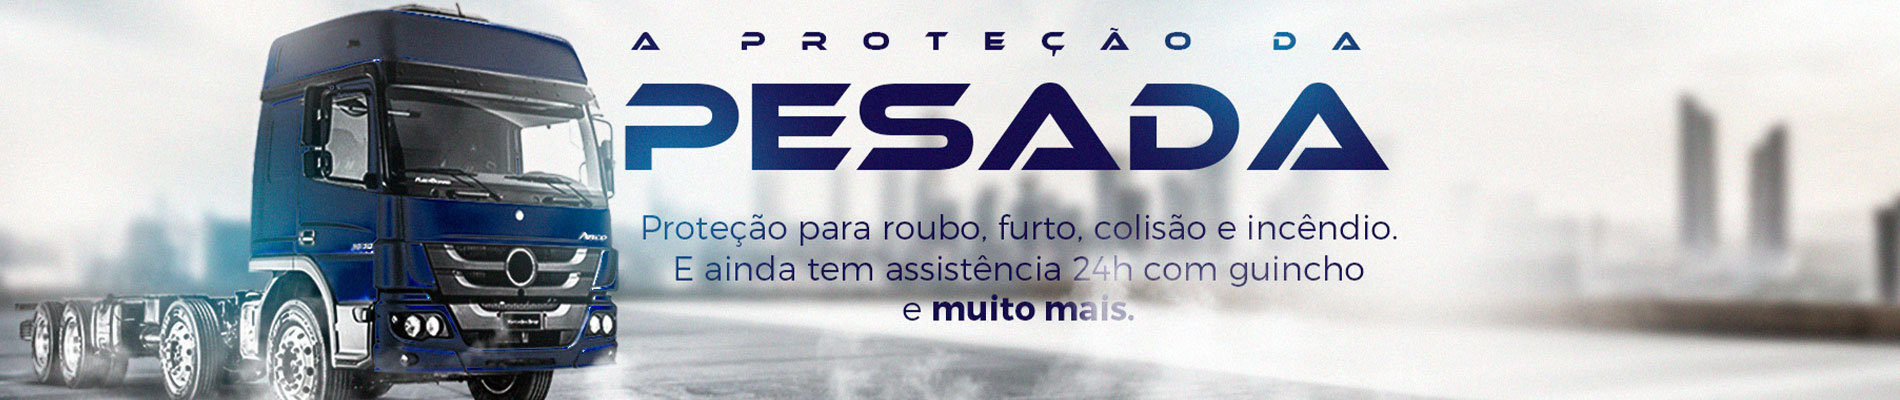 A PROTEÇÃO DA
PESADA
Proteção para roubo, furto, colisão e incêndio.
E ainda tem assistência 24h com guincho
e muito mais.